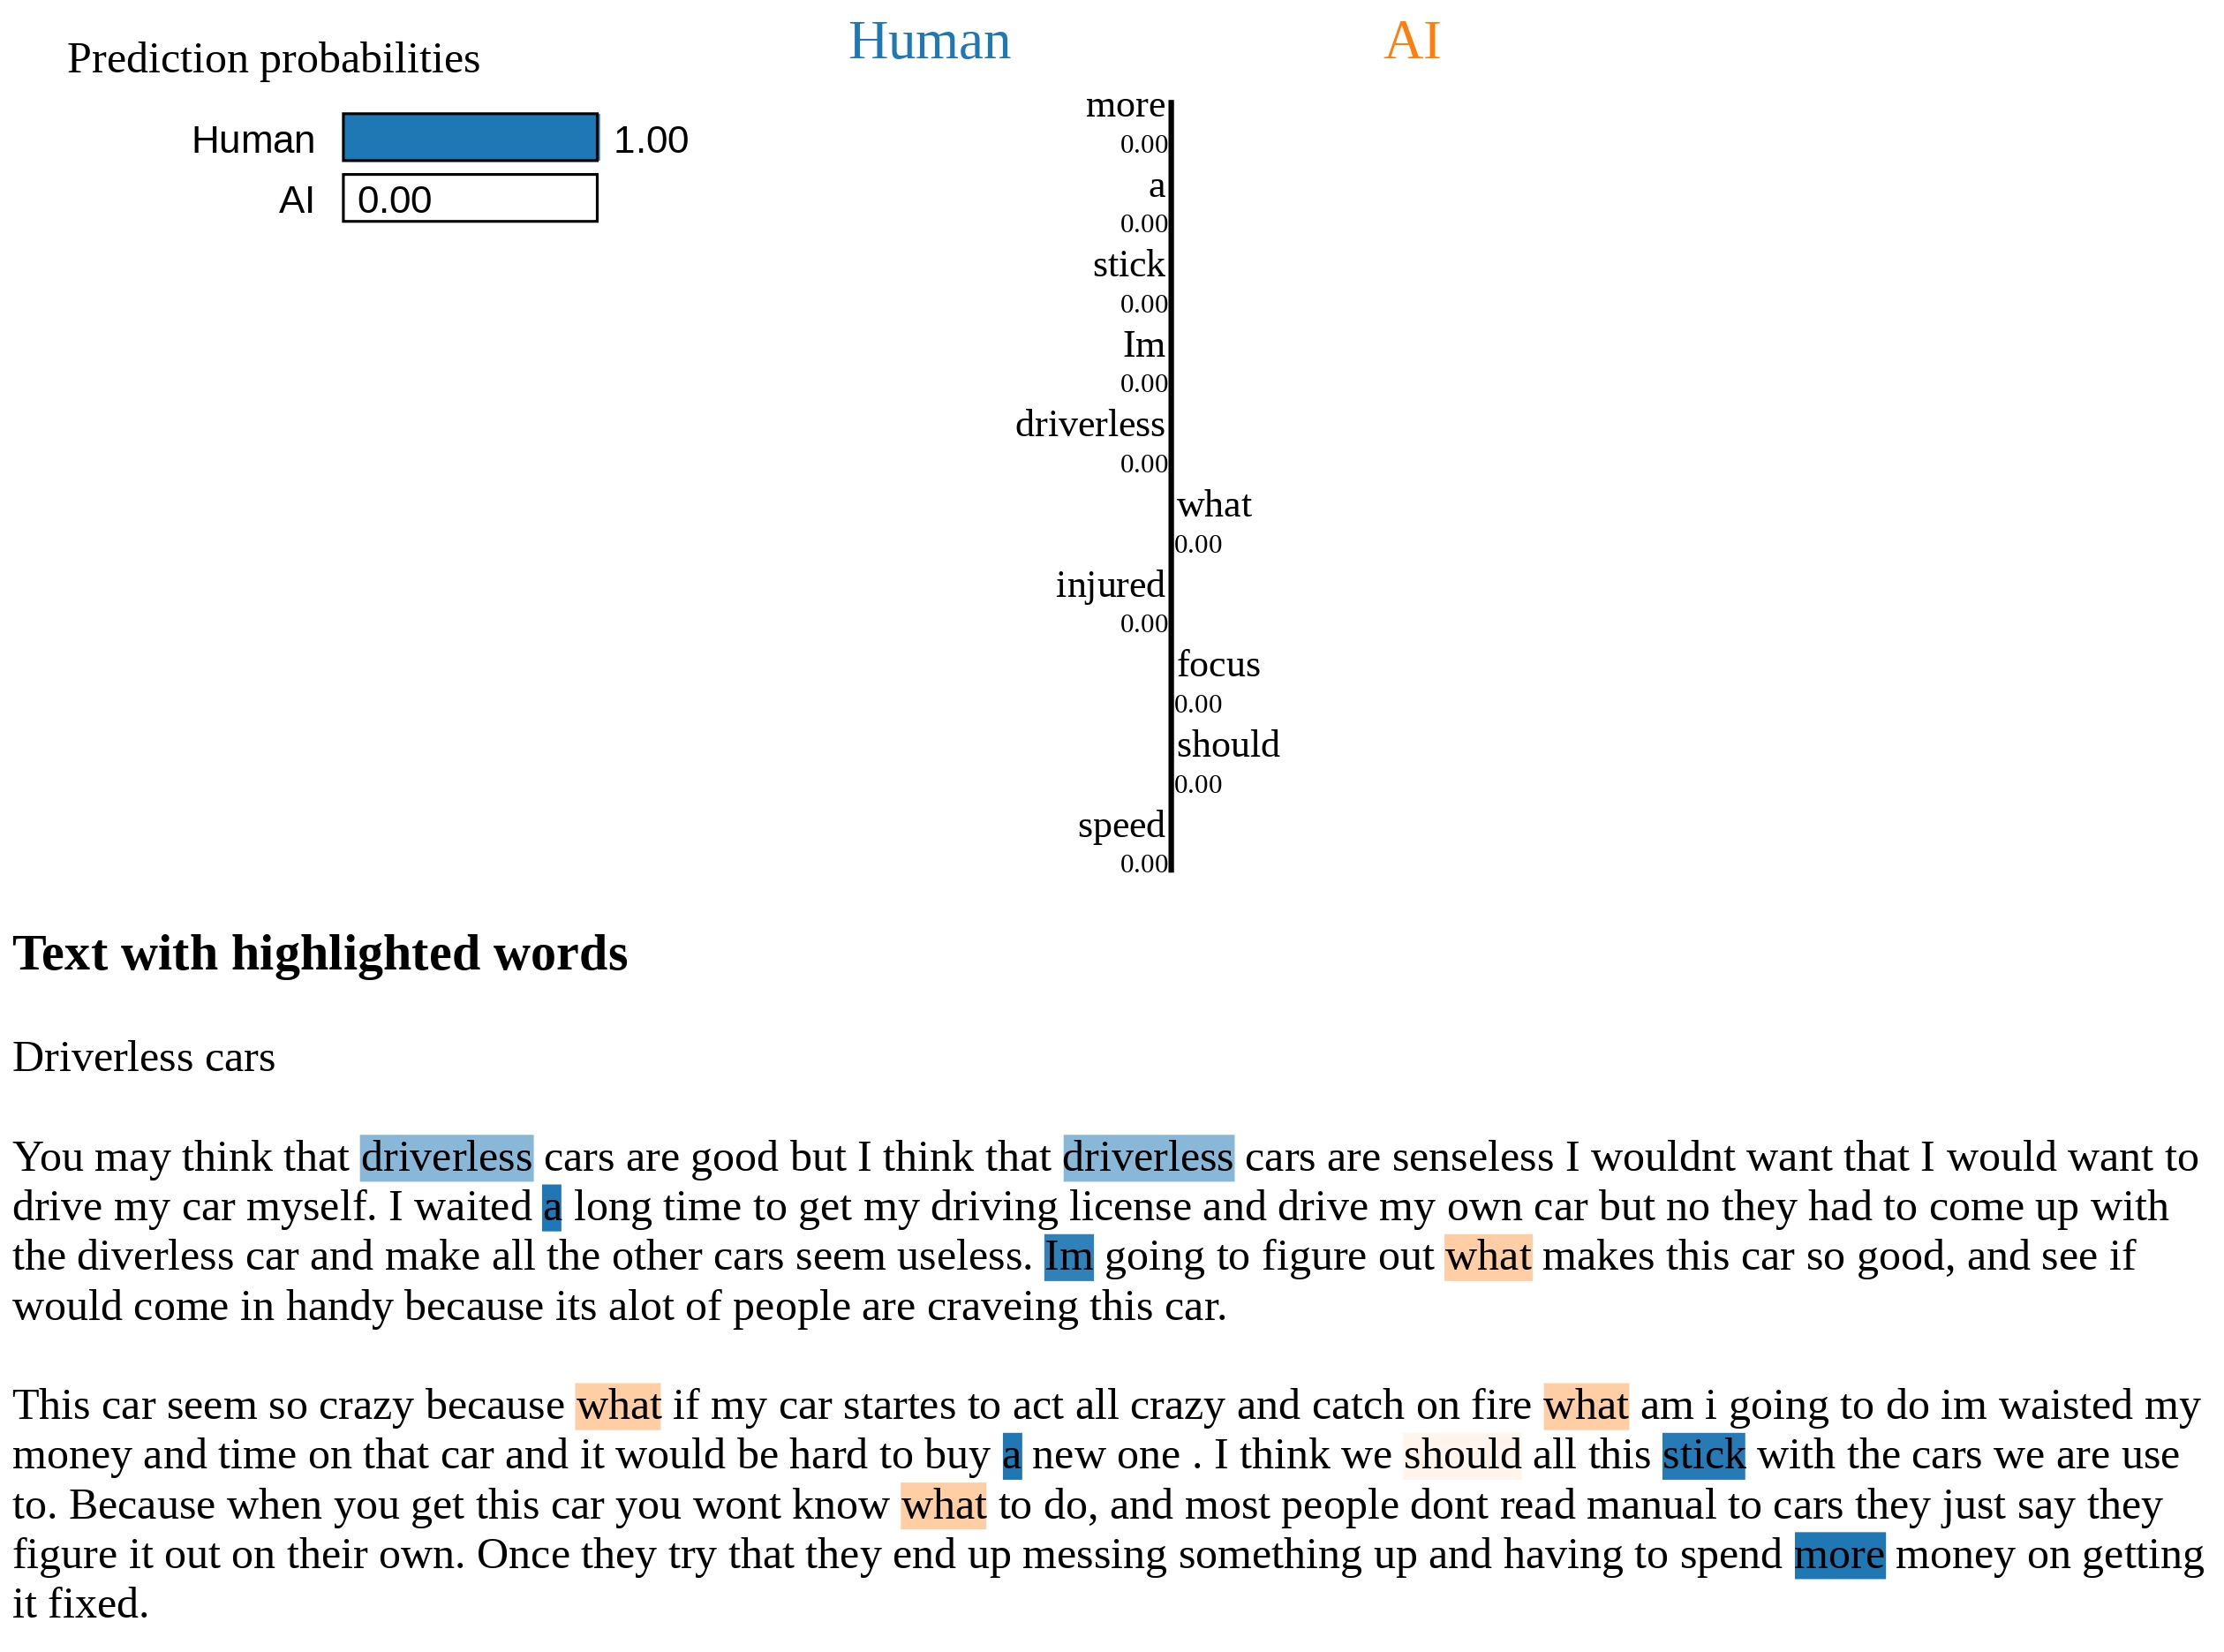 Prediction probabilities
Human 1.00
AI 0.00
Human AI
more
0.00
a
0.00
stick
0.00
Im
0.00
driverless
0.00
what
0.00
injured
0.00
focus
0.00
should
0.00
speed
0.00
Text with highlighted words
Driverless cars
You may think that driverless cars are good but I think that driverless cars are senseless I wouldnt want that I would want to
drive my car myself. I waited a long time to get my driving license and drive my own car but no they had to come up with
the diverless car and make all the other cars seem useless. Im going to figure out what makes this car so good, and see if
would come in handy because its alot of people are craveing this car.
This car seem so crazy because what if my car startes to act all crazy and catch on fire what am i going to do im waisted my
money and time on that car and it would be hard to buy a new one . I think we should all this stick with the cars we are use
to. Because when you get this car you wont know what to do, and most people dont read manual to cars they just say they
figure it out on their own. Once they try that they end up messing something up and having to spend more money on getting
it fixed.